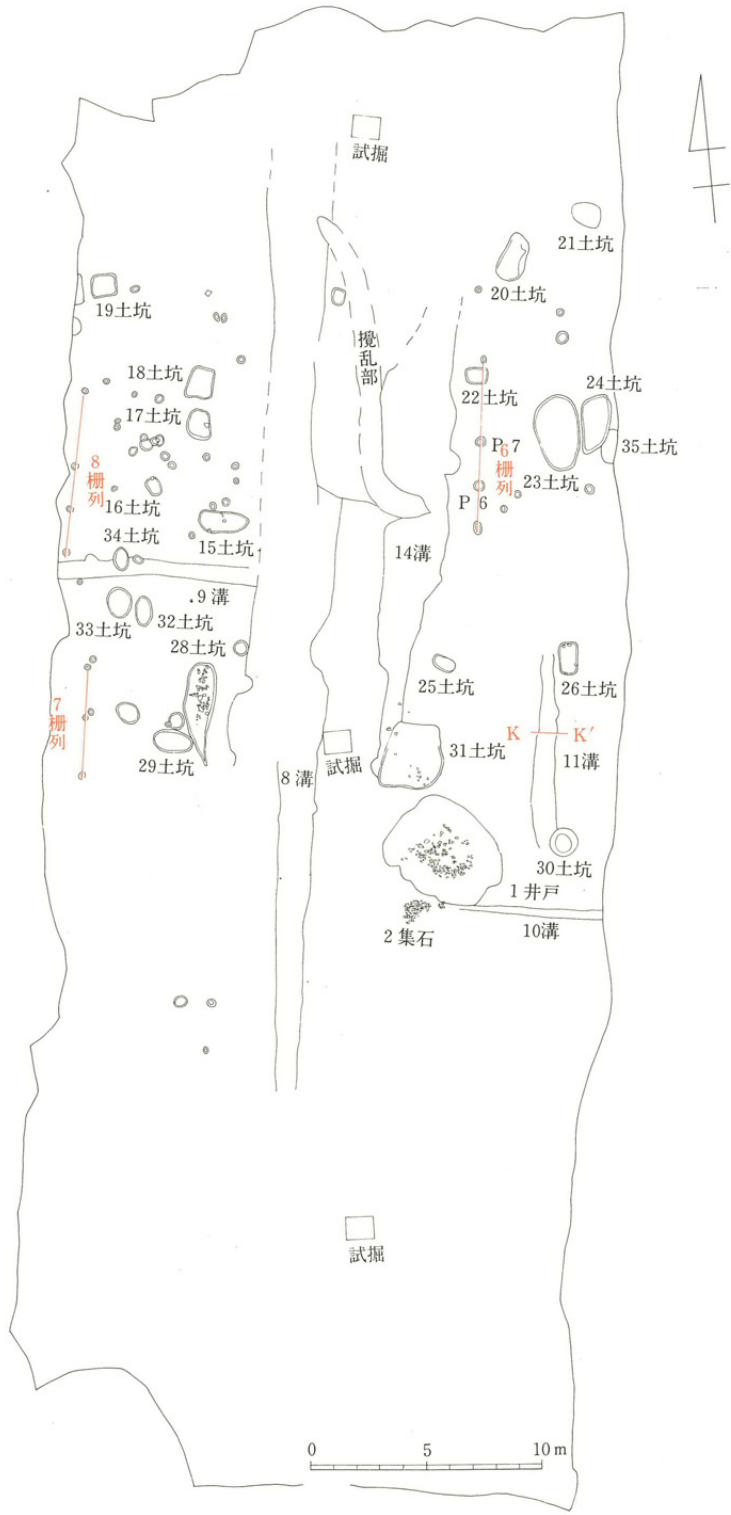 試掘
21土坑
20土坑
19土坑
攪乱部
18土坑
22土坑
24土坑
17土坑
P 7
6柵列
35土坑
8柵列
23土坑
16土坑
P 6
34土坑
15土坑
14溝
9溝
33土坑
32土坑
28土坑
25土坑
26土坑
7柵列
K
K′
29土坑
8溝
試掘
31土坑
11溝
30土坑
1井戸
2集石
10溝
試掘
0
5
10m